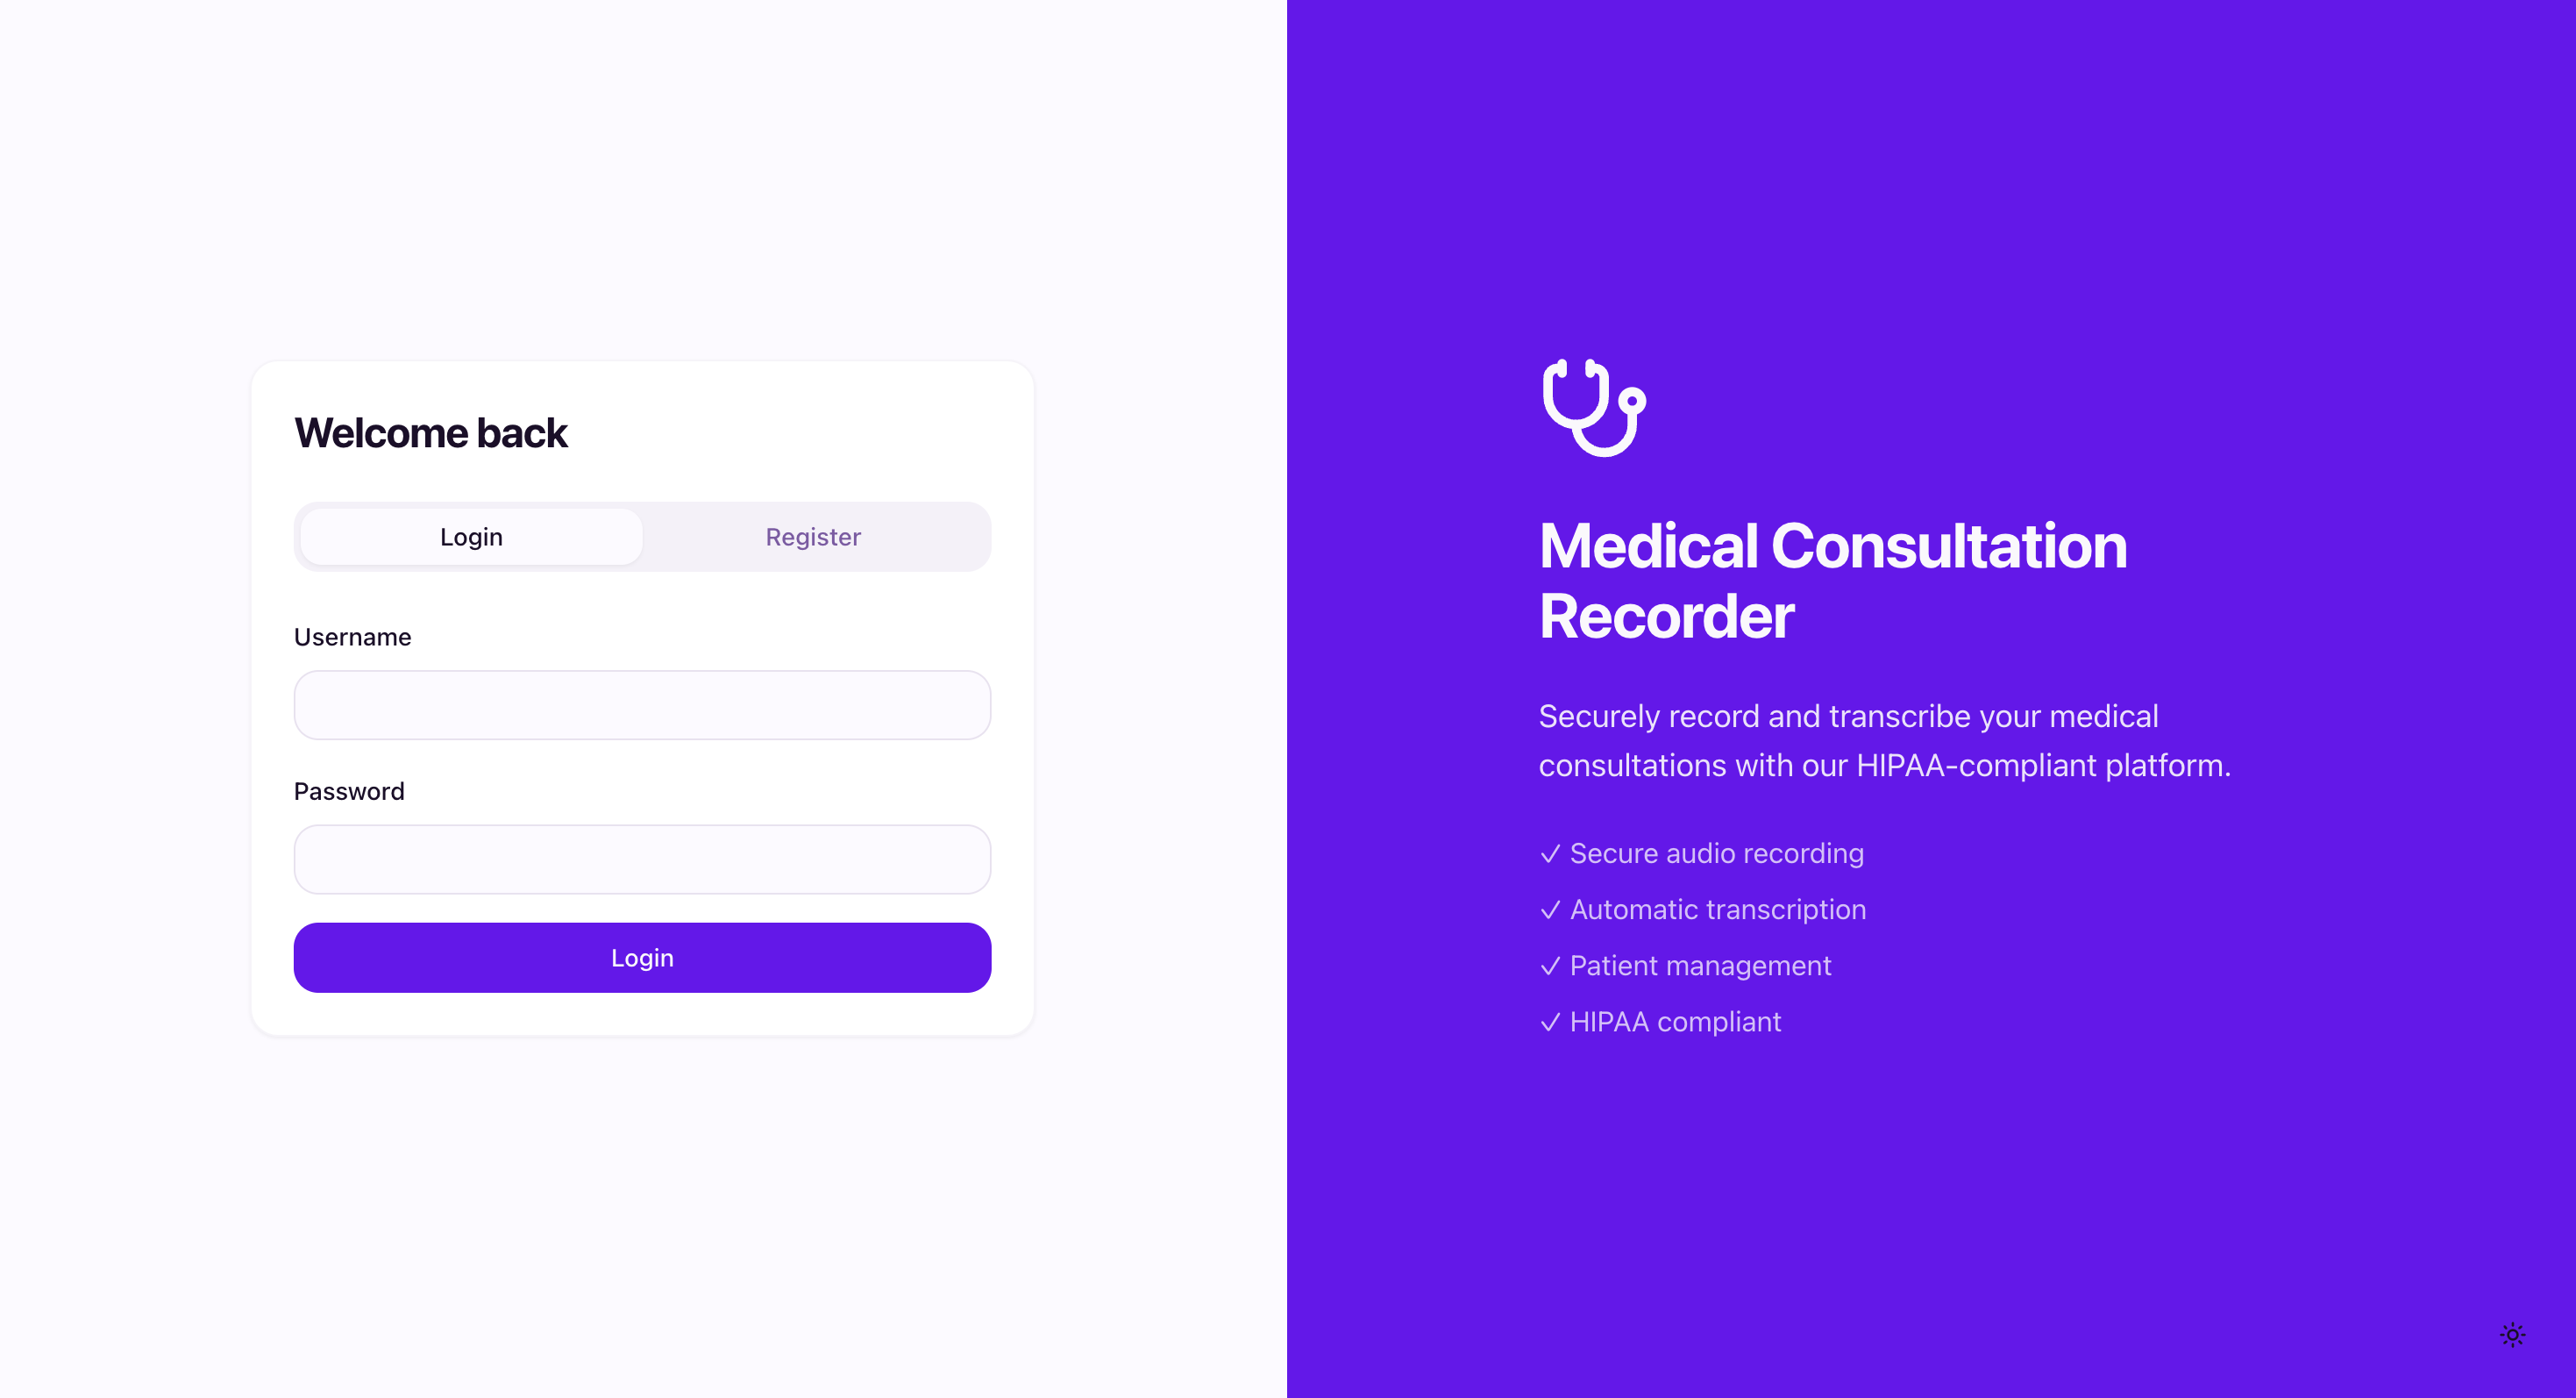 Welcome back
Login
Register
Username
Password
Login
Medical Consultation
Recorder
Securely record and transcribe your medical
consultations with our HIPAA-compliant platform.
✓ Secure audio recording
✓ Automatic transcription
✓ Patient management
✓ HIPAA compliant